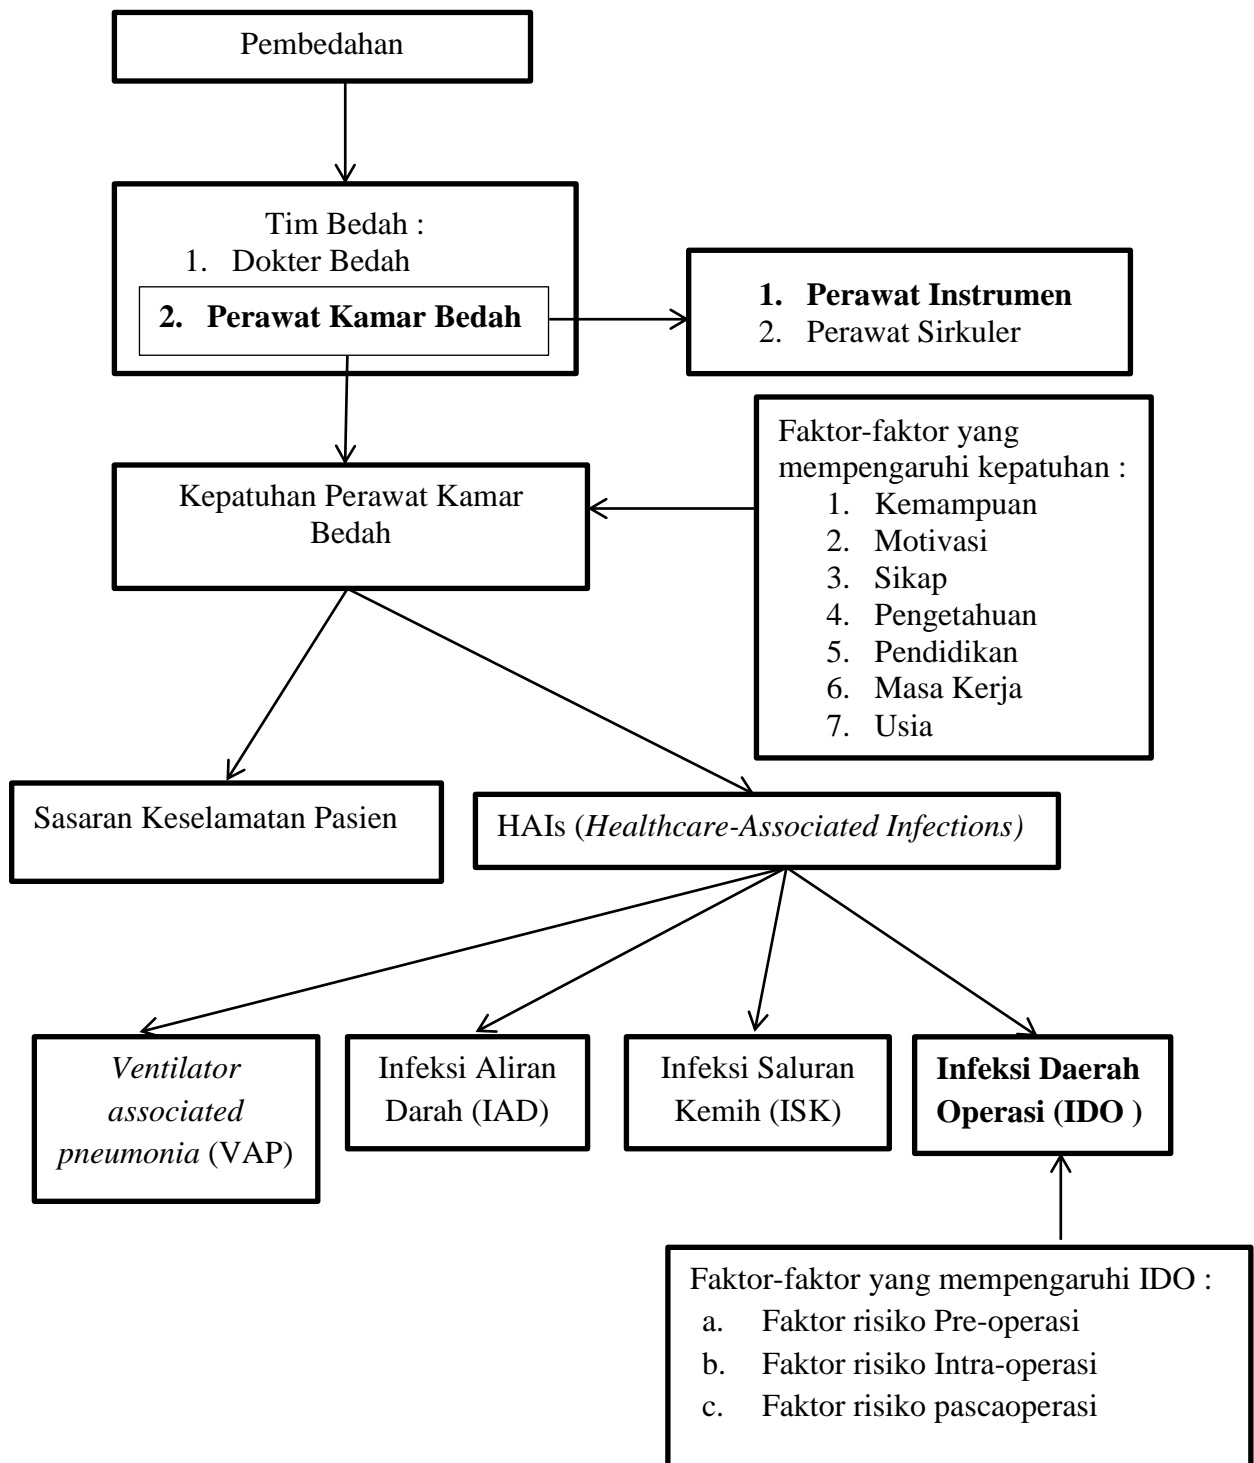 Pembedahan
Tim Bedah :
1. Dokter Bedah
2. Perawat Kamar Bedah
1. Perawat Instrumen
2. Perawat Sirkuler
Faktor-faktor yang
mempengaruhi kepatuhan :
1. Kemampuan
2. Motivasi
3. Sikap
4. Pengetahuan
5. Pendidikan
6. Masa Kerja
7. Usia
Kepatuhan Perawat Kamar
Bedah
Sasaran Keselamatan Pasien
HAIs (Healthcare-Associated Infections)
Ventilator
associated
pneumonia (VAP)
Infeksi Aliran
Darah (IAD)
Infeksi Saluran
Kemih (ISK)
Infeksi Daerah
Operasi (IDO )
Faktor-faktor yang mempengaruhi IDO :
a. Faktor risiko Pre-operasi
b. Faktor risiko Intra-operasi
c. Faktor risiko pascaoperasi